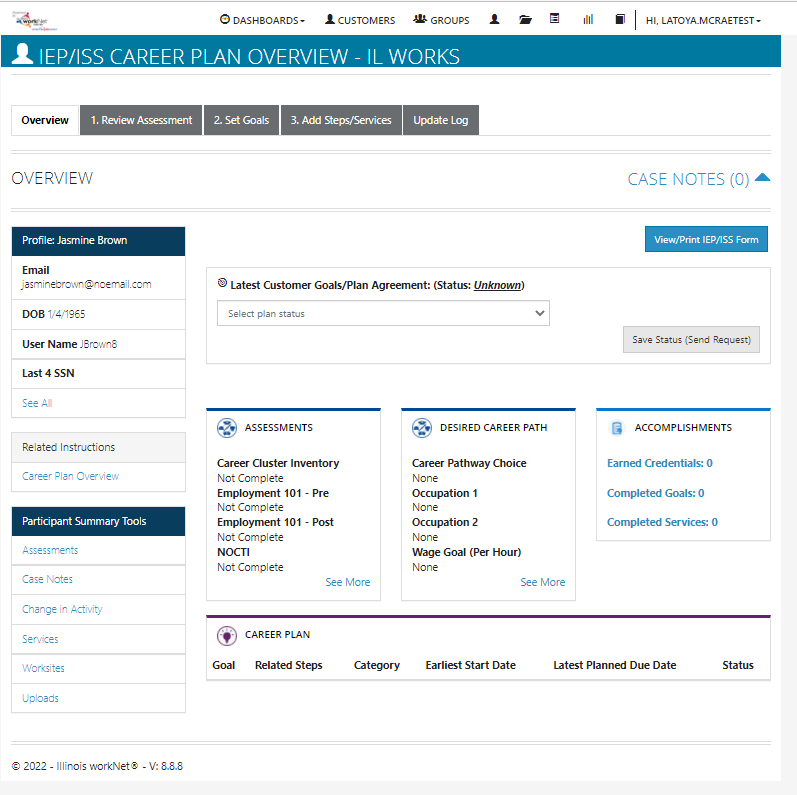 workNet
DASHBOARDS
CUSTOMERS
GROUPS
HI, LATOYA.MCRAETEST
IEP/ISS CAREER PLAN OVERVIEW - IL WORKS
Overview
1. Review Assessment
2. Set Goals
3. Add Steps/Services
Update Log
OVERVIEW
CASE NOTES (0)
Profile: Jasmine Brown
Email
jasminebrown@noemail.com
DOB 1/4/1965
User Name JBrown8
Last 4 SSN
See All
Related Instructions
Career Plan Overview
Participant Summary Tools
Assessments
Case Notes
Change in Activity
Services
Worksites
Uploads
View/Print IEP/ISS Form
Latest Customer Goals/Plan Agreement: (Status: Unknown)
Select plan status
Save Status (Send Request)
ASSESSMENTS
Career Cluster Inventory
Not Complete
Employment 101 - Pre
Not Complete
Employment 101 - Post
Not Complete
NOCTI
Not Complete
See More
DESIRED CAREER PATH
Career Pathway Choice
None
Occupation 1
None
Occupation 2
None
Wage Goal (Per Hour)
None
See More
ACCOMPLISHMENTS
Earned Credentials: 0
Completed Goals: 0
Completed Services: 0
CAREER PLAN
Goal Related Steps Category Earliest Start Date Latest Planned Due Date Status
© 2022 - Illinois workNet® - V: 8.8.8